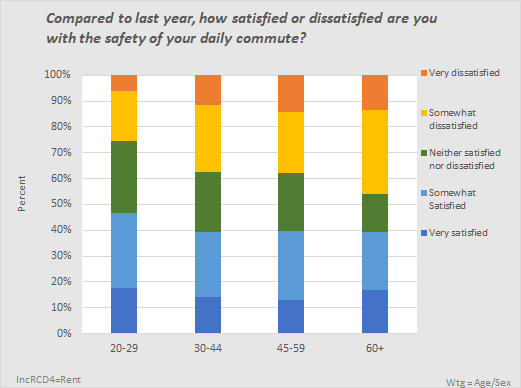 Compared to last year, how satisfied or dissatisfied are you
with the safety of your daily commute?
100%
90%
80%
70%
60%
50%
40%
30%
20%
10%
0%
Percent
20-29
30-44
45-59
60+
Very dissatisfied
Somewhat
dissatisfied
Neither satisfied
nor dissatisfied
Somewhat
Satisfied
Very satisfied
IncRCD4=Rent
Wtg = Age/Sex